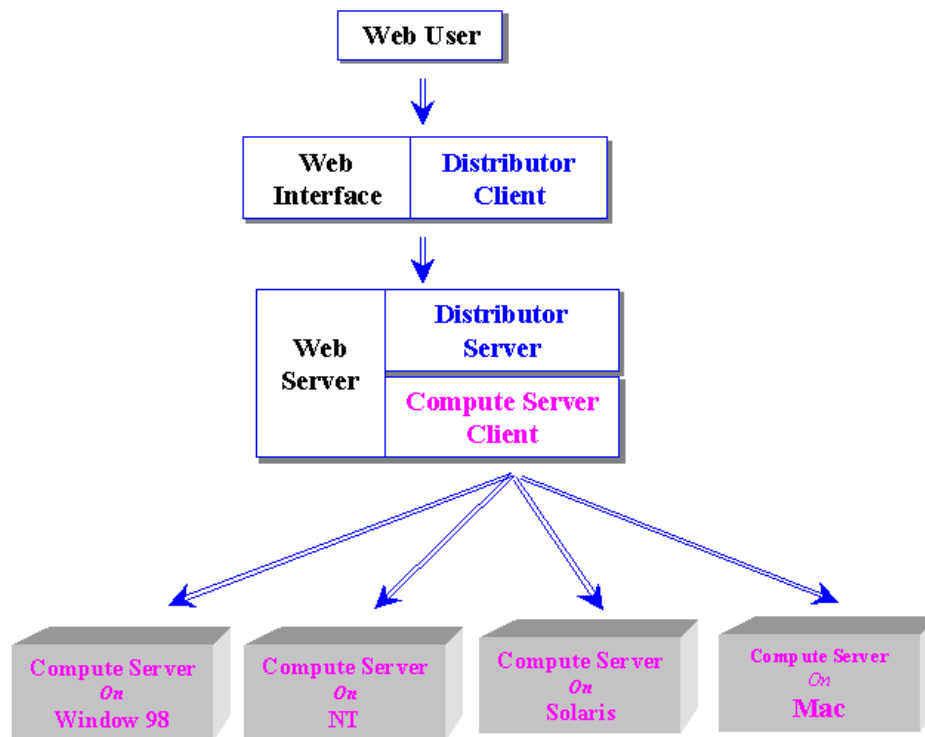 Web User
Web
Interface
Distributor
Client
Web
Server
Distributor
Server
Compute Server
Client
Compute Server
On
Window 98
Compute Server
On
NT
Compute Server
On
Solaris
Compute Server
On
Mac